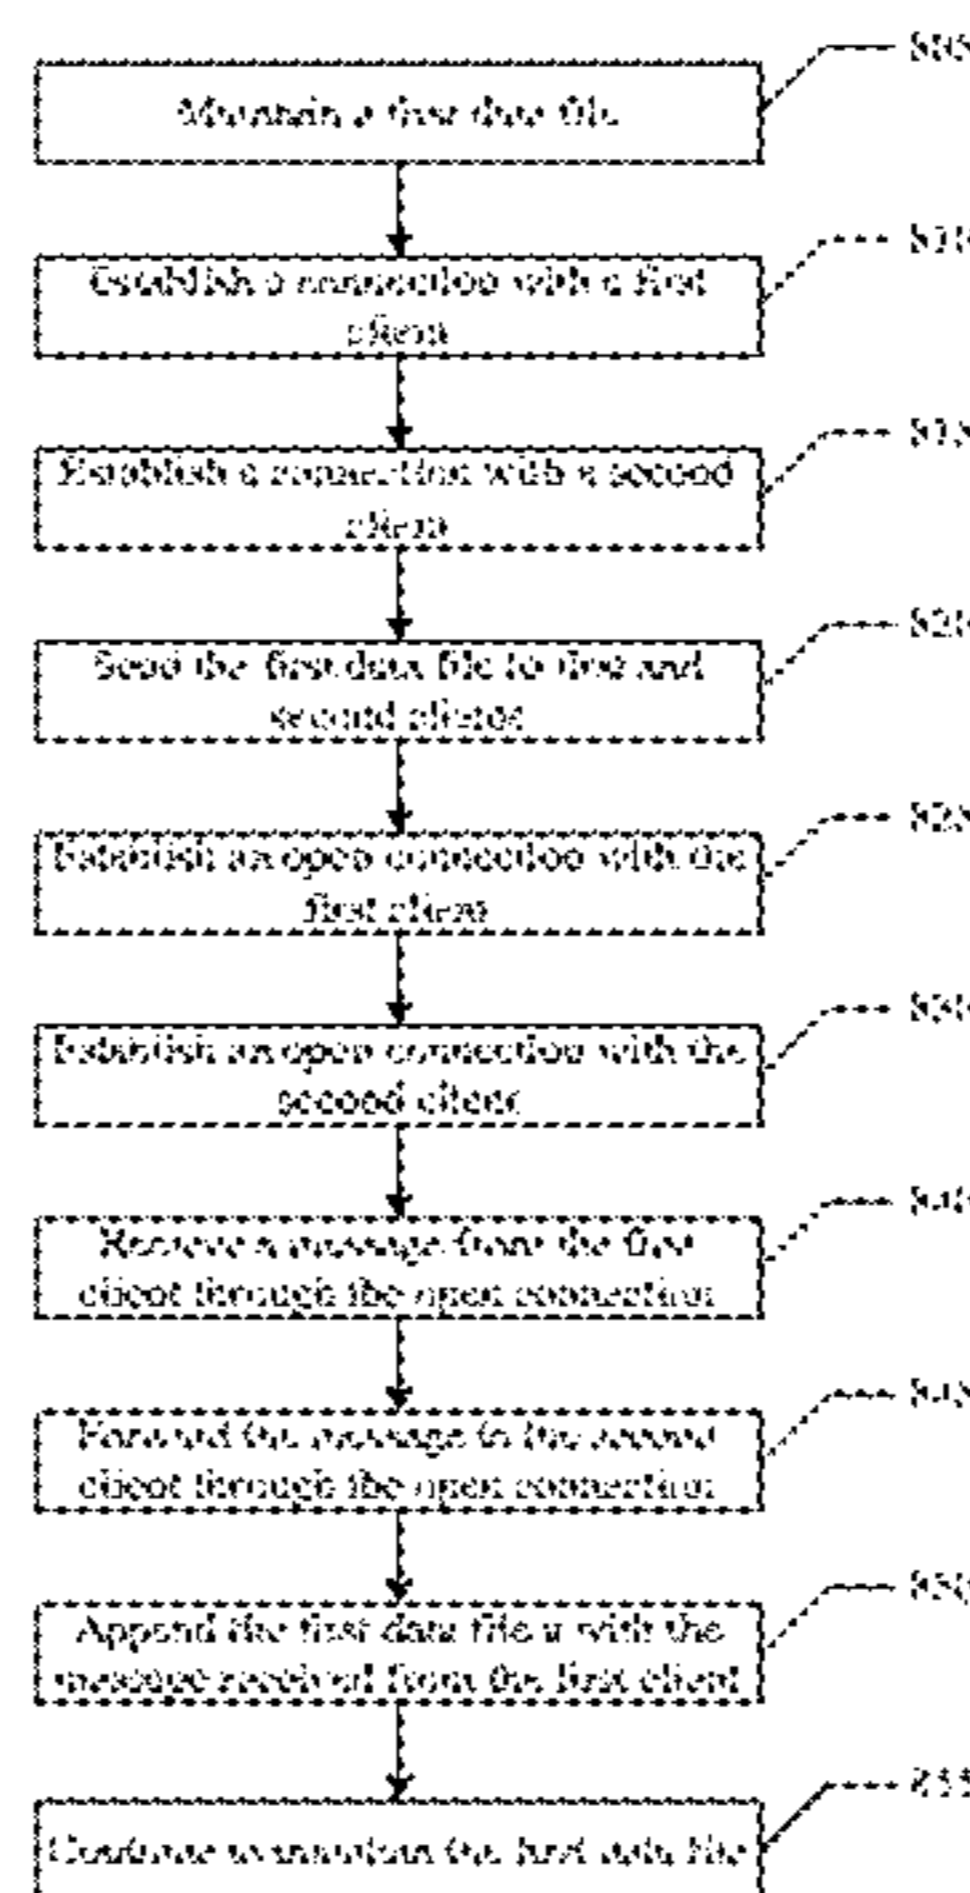 Maintain a first data file
Establish a connection with a first
client
Establish a connection with a second
client
Send the first data file to first and
second clients
Establish an open connection with the
first client
Establish an open connection with the
second client
Receive a message from the first
client through the open connection
Forward the message to the second
client through the open connection
Append the first data file with the
message received from the first client
Continue to maintain the first data file